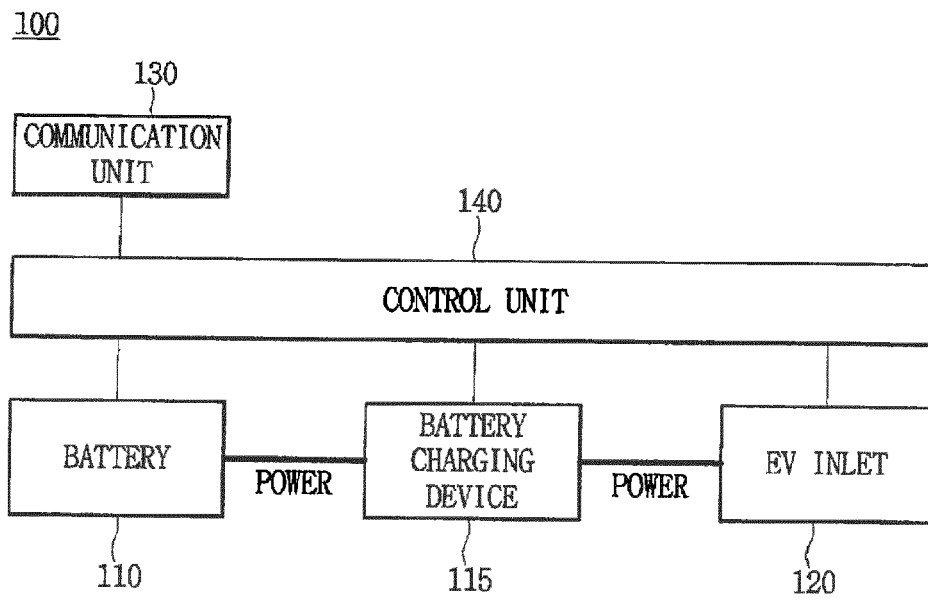 100
130
COMMUNICATION
UNIT
140
CONTROL UNIT
BATTERY
POWER
BATTERY
CHARGING
DEVICE
POWER
EV INLET
110
115
120